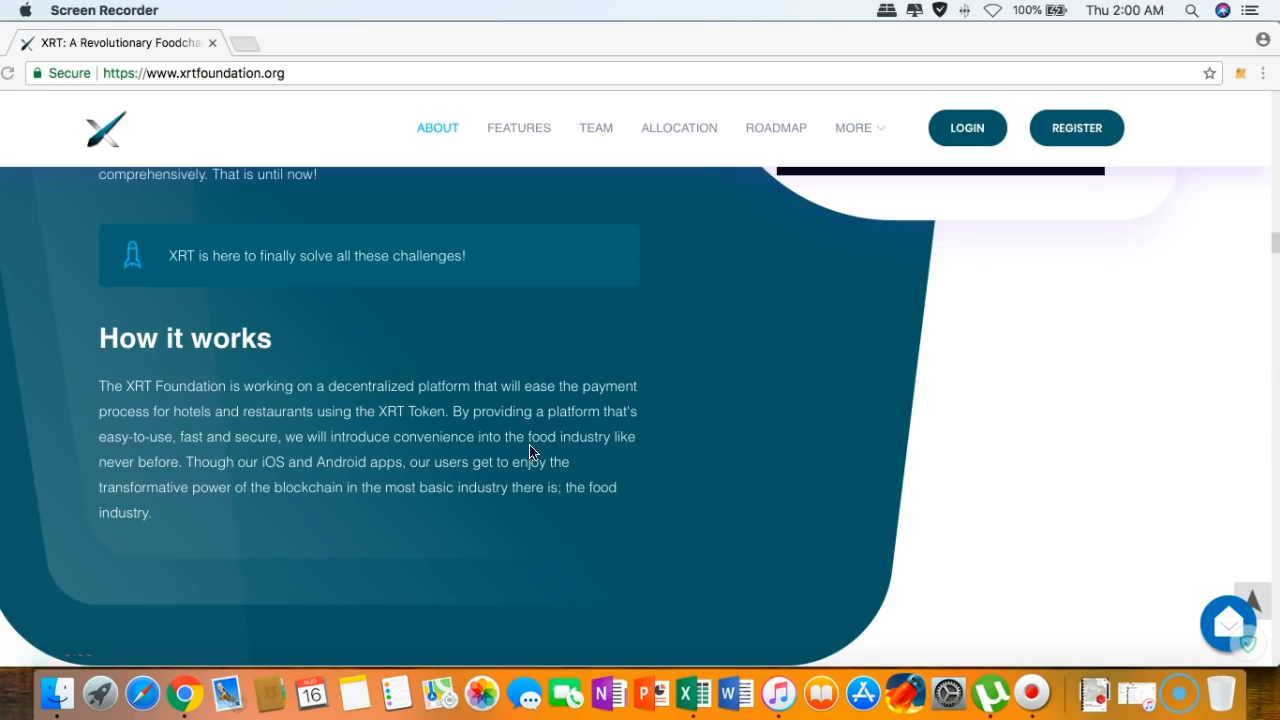 Screen Recorder
100%
Thu 2:00 AM
XRT: A Revolutionary Foodcha
Secure
https://www.xrtfoundation.org
ABOUT
FEATURES
TEAM
ALLOCATION
ROADMAP
MORE
LOGIN
REGISTER
comprehensively. That is until now!
XRT is here to finally solve all these challenges!
How it works
The XRT Foundation is working on a decentralized platform that will ease the payment
process for hotels and restaurants using the XRT Token. By providing a platform that's
easy-to-use, fast and secure, we will introduce convenience into the food industry like
never before. Though our iOS and Android apps, our users get to enjoy the
transformative power of the blockchain in the most basic industry there is; the food
industry.
AUG
16
N
P
X
W